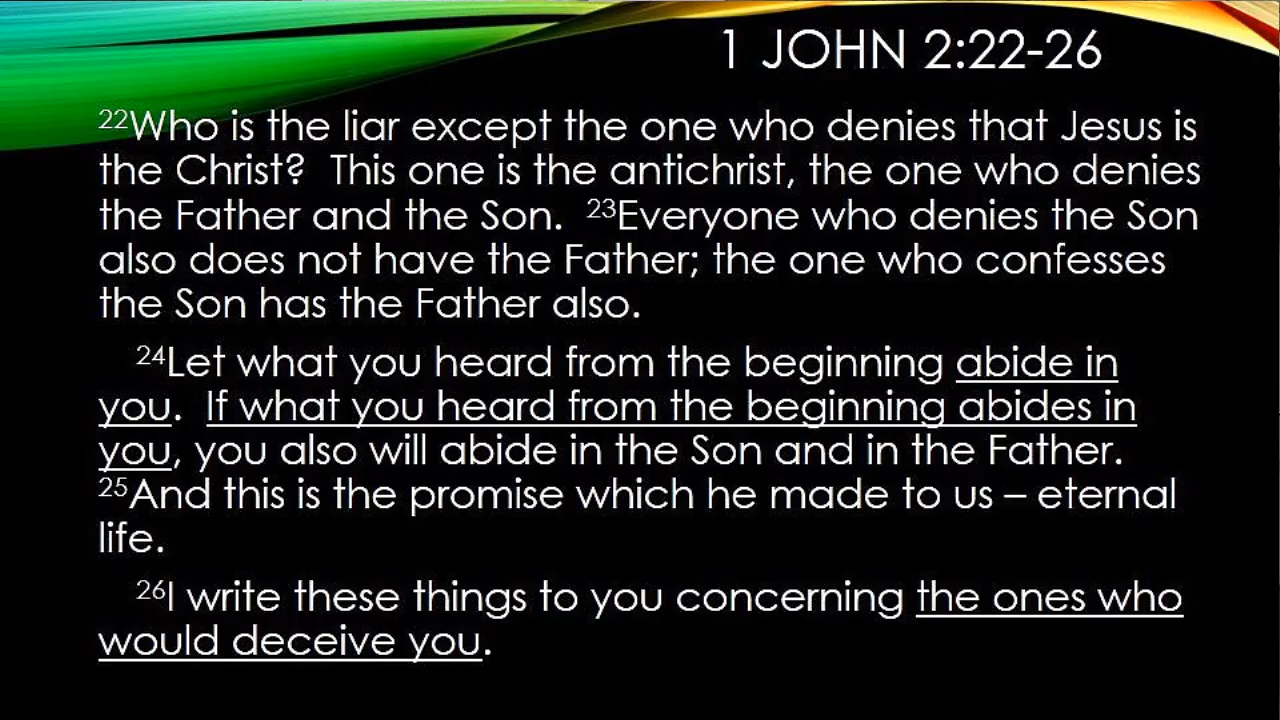 1 JOHN 2:22-26
22Who is the liar except the one who denies that Jesus is
the Christ?  This one is the antichrist, the one who denies
the Father and the Son.  23Everyone who denies the Son
also does not have the Father; the one who confesses
the Son has the Father also.
24Let what you heard from the beginning abide in
you.  If what you heard from the beginning abides in
you, you also will abide in the Son and in the Father.
25And this is the promise which he made to us – eternal
life.
26I write these things to you concerning the ones who
would deceive you.